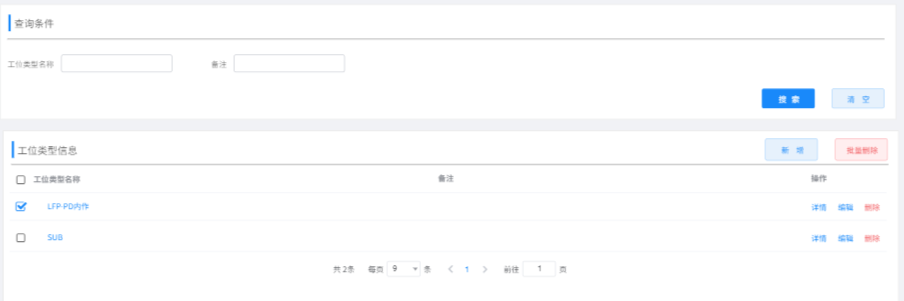 查询条件
工位类型名称 备注
搜 索 清 空
工位类型信息 新 增 批量删除
工位类型名称 备注 操作
LFP-PD内作 详情 编辑 删除
SUB 详情 编辑 删除
共 2条 每页 9 条 < 1 > 前往 1 页